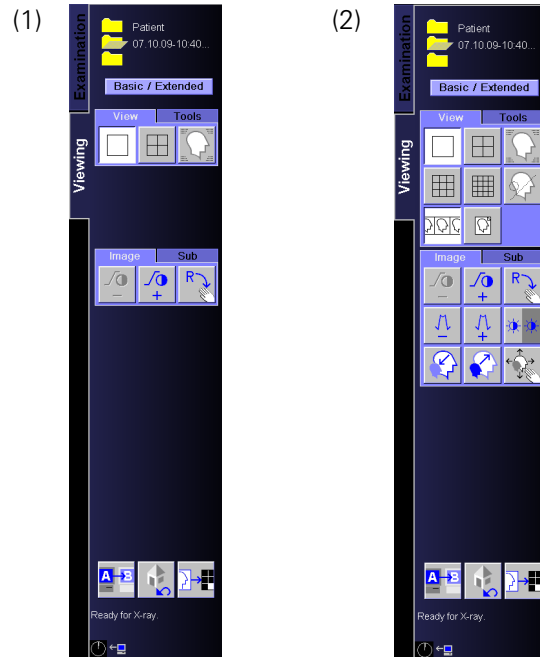 (1)
Examination
Viewing
Patient
07.10.09-10:40...
Basic / Extended
View Tools
Image Sub
− + R
A→B
Ready for X-ray.
(2)
Examination
Viewing
Patient
07.10.09-10:40...
Basic / Extended
View Tools
Image Sub
− + R
− +
A→B
Ready for X-ray.